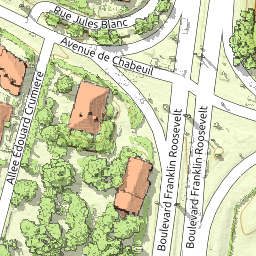 Rue Jules Blanc
Avenue de Chabeuil
Allée Edouard Crumière
Boulevard Franklin Roosevelt
Boulevard Franklin Roosevelt